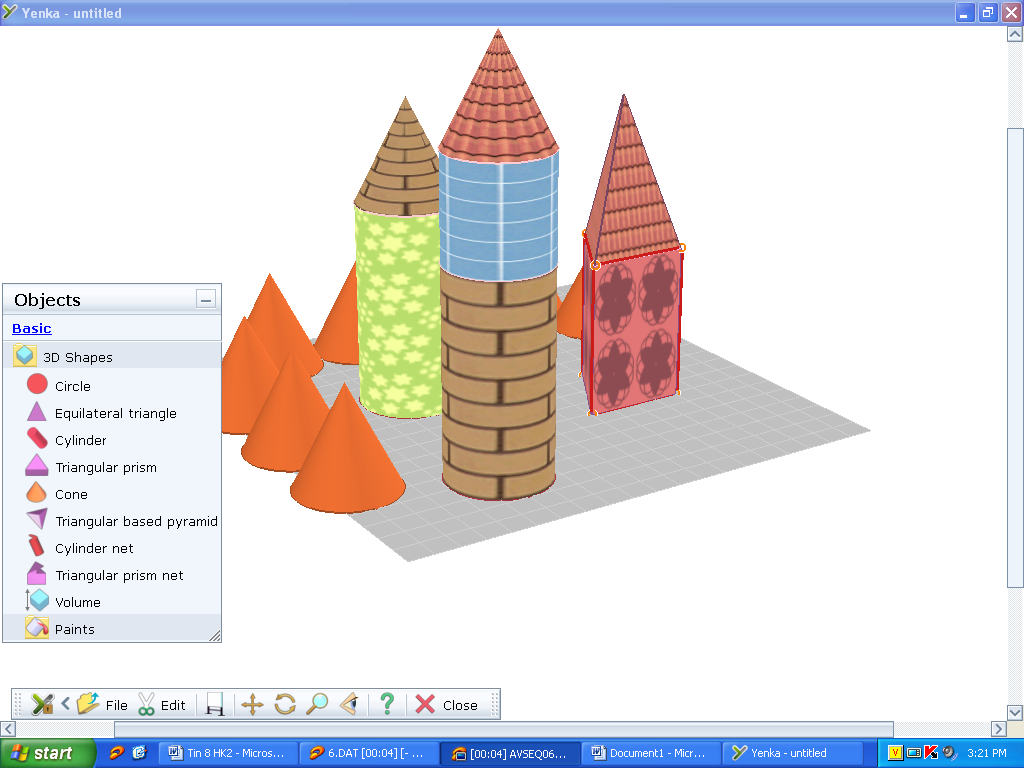 Yenka - untitled
Objects
Basic
3D Shapes
Circle
Equilateral triangle
Cylinder
Triangular prism
Cone
Triangular based pyramid
Cylinder net
Triangular prism net
Volume
Paints
File Edit ? Close
start Tin 8 HK2 - Micros... 6.DAT [00:04] [- ... [00:04] AVSEQ06... Document1 - Micr... Yenka - untitled V K 3:21 PM